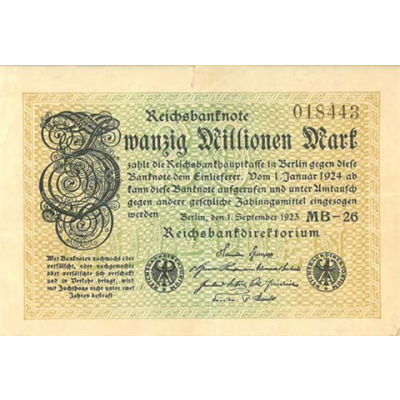 Reichsbanknote
018443
Zwanzig Millionen Mark
zahlt die Reichsbankhauptkasse in Berlin gegen diese
Banknote dem Einlieferer. Vom 1. Januar 1924 ab
kann diese Banknote aufgerufen und unter Umtausch
gegen andere gesetzliche Zahlungsmittel eingezogen
werden
Berlin, den 1. September 1923
MB-26
Reichsbankdirektorium
Wer Banknoten nachmacht oder
verfälscht, oder nachgemachte
oder verfälschte sich verschafft
und in Verkehr bringt, wird
mit Zuchthaus nicht unter zwei
Jahren bestraft